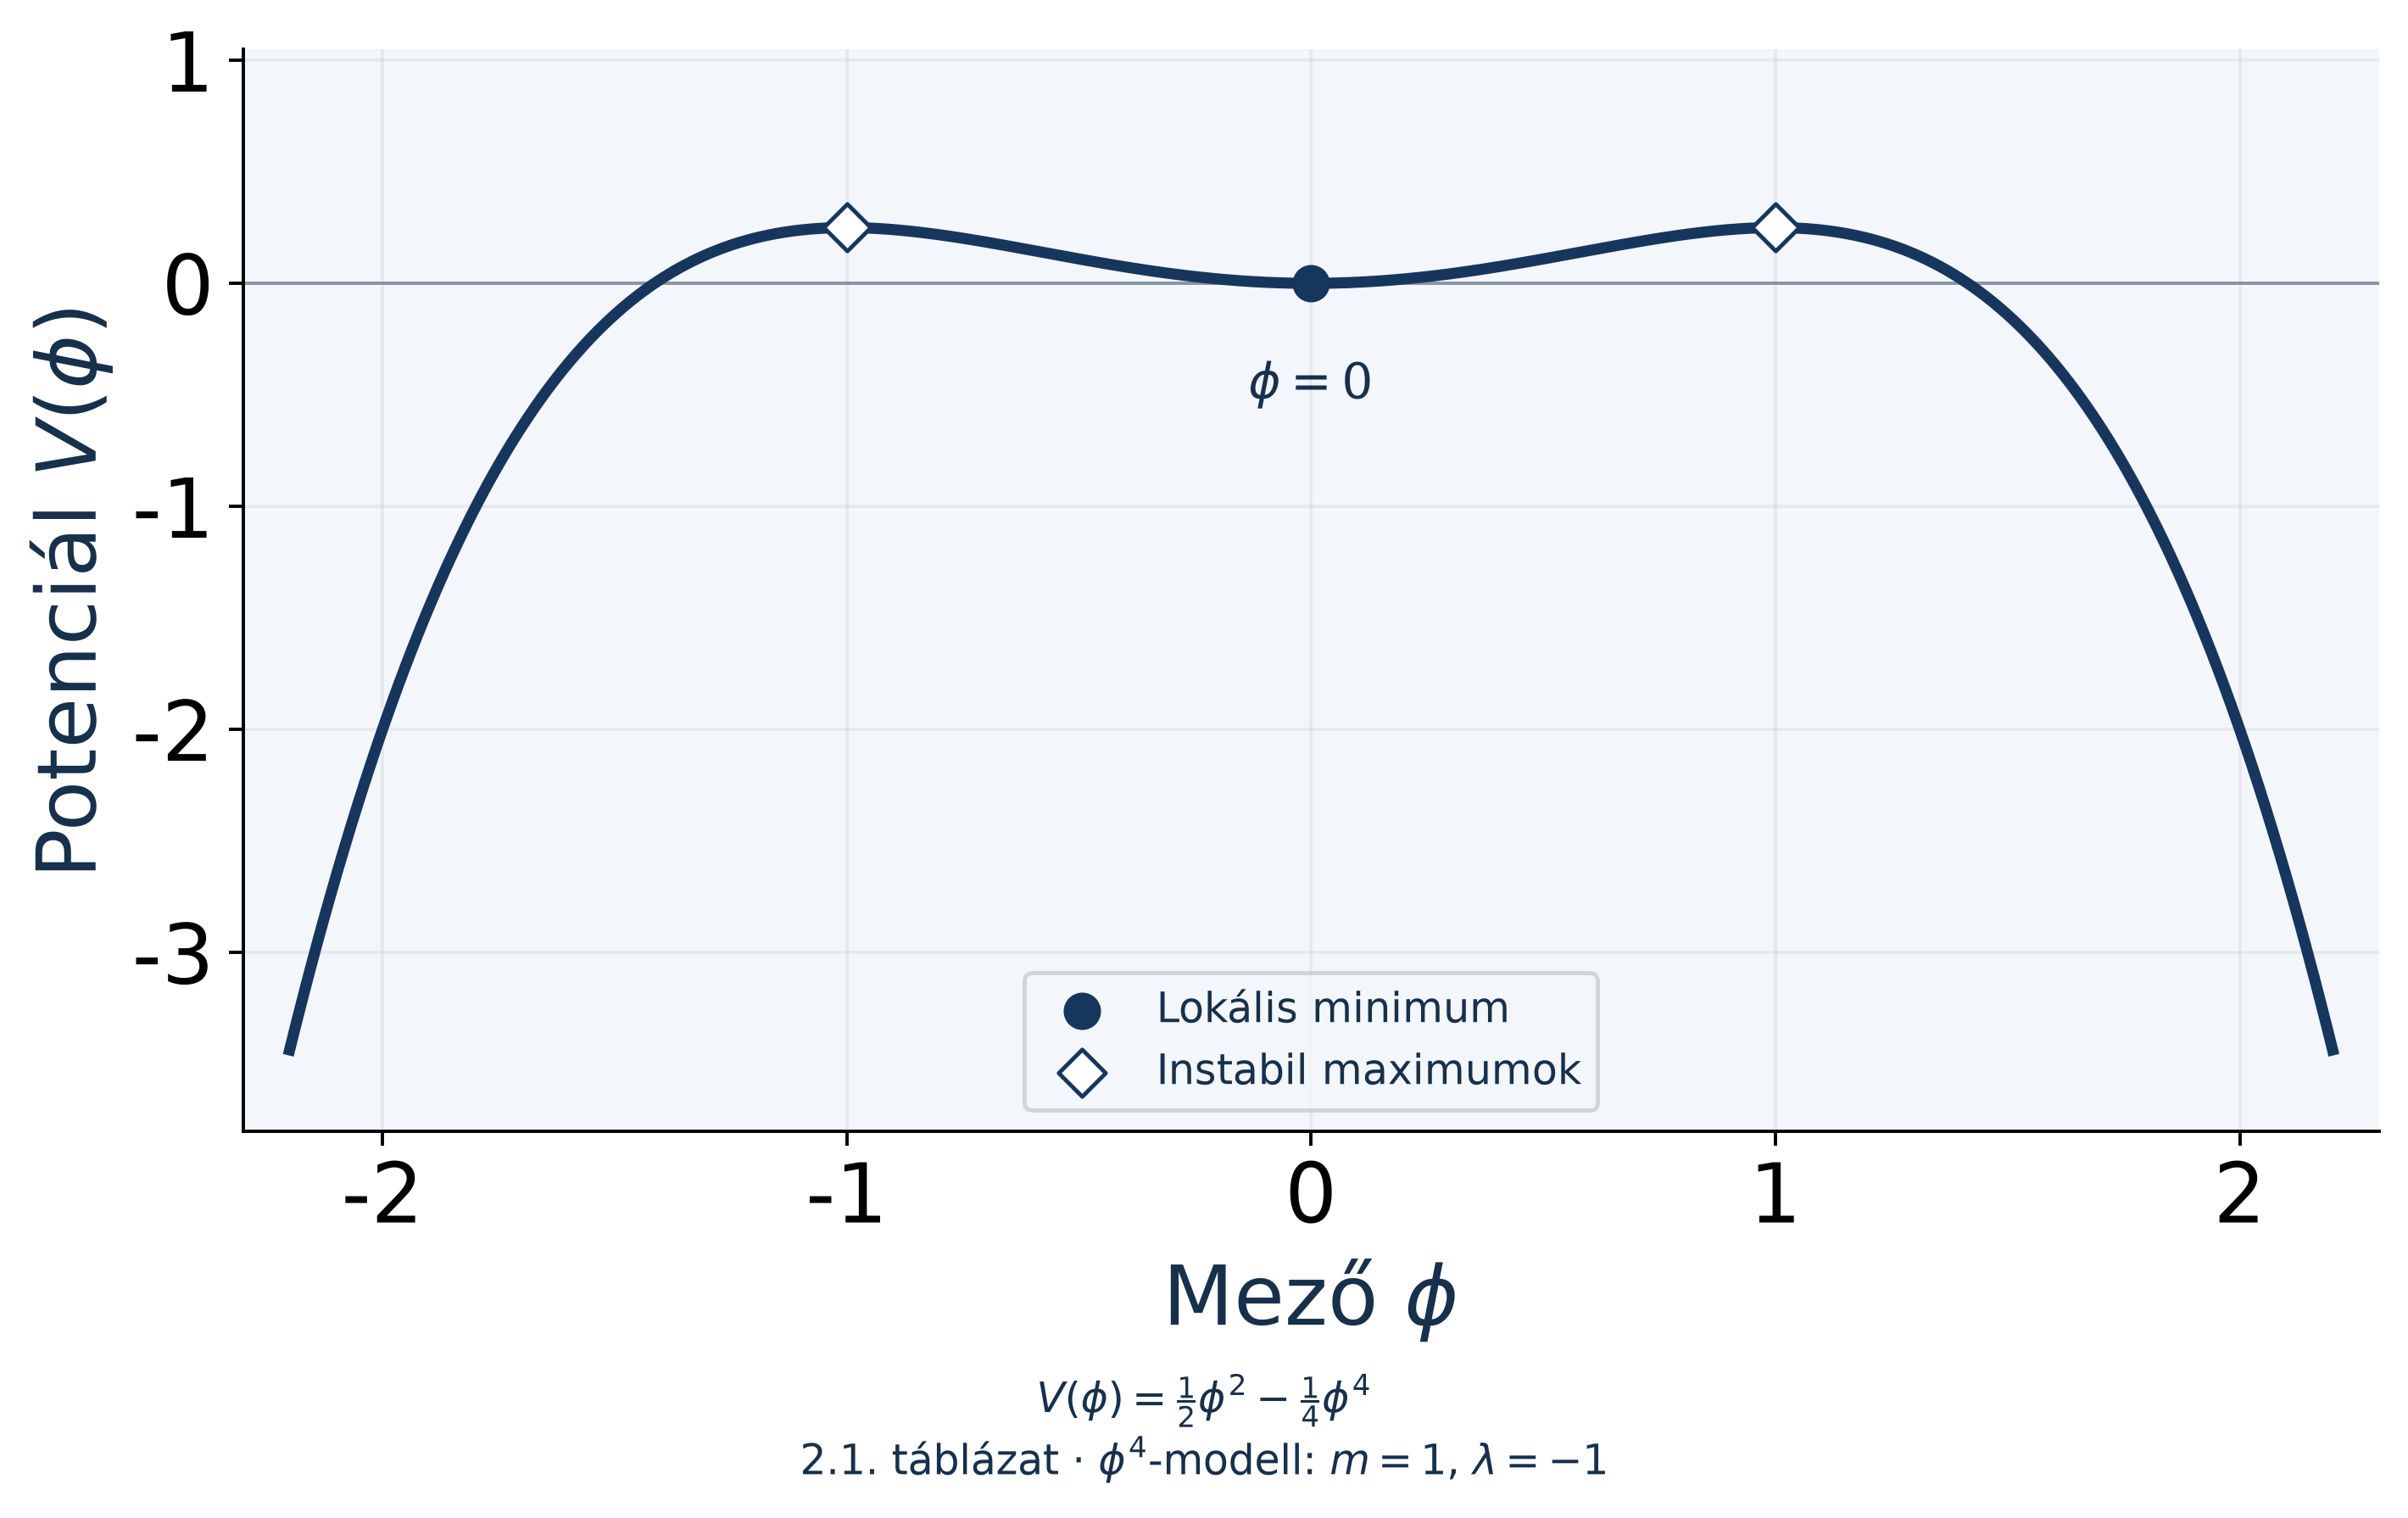 1
0
-1
-2
-3
Potenciál V(ϕ)
ϕ = 0
Lokális minimum
Instabil maximumok
-2 -1 0 1 2
Mező ϕ
V(ϕ) = ½ϕ² − ¼ϕ⁴
2.1. táblázat · ϕ⁴-modell: m = 1, λ = −1